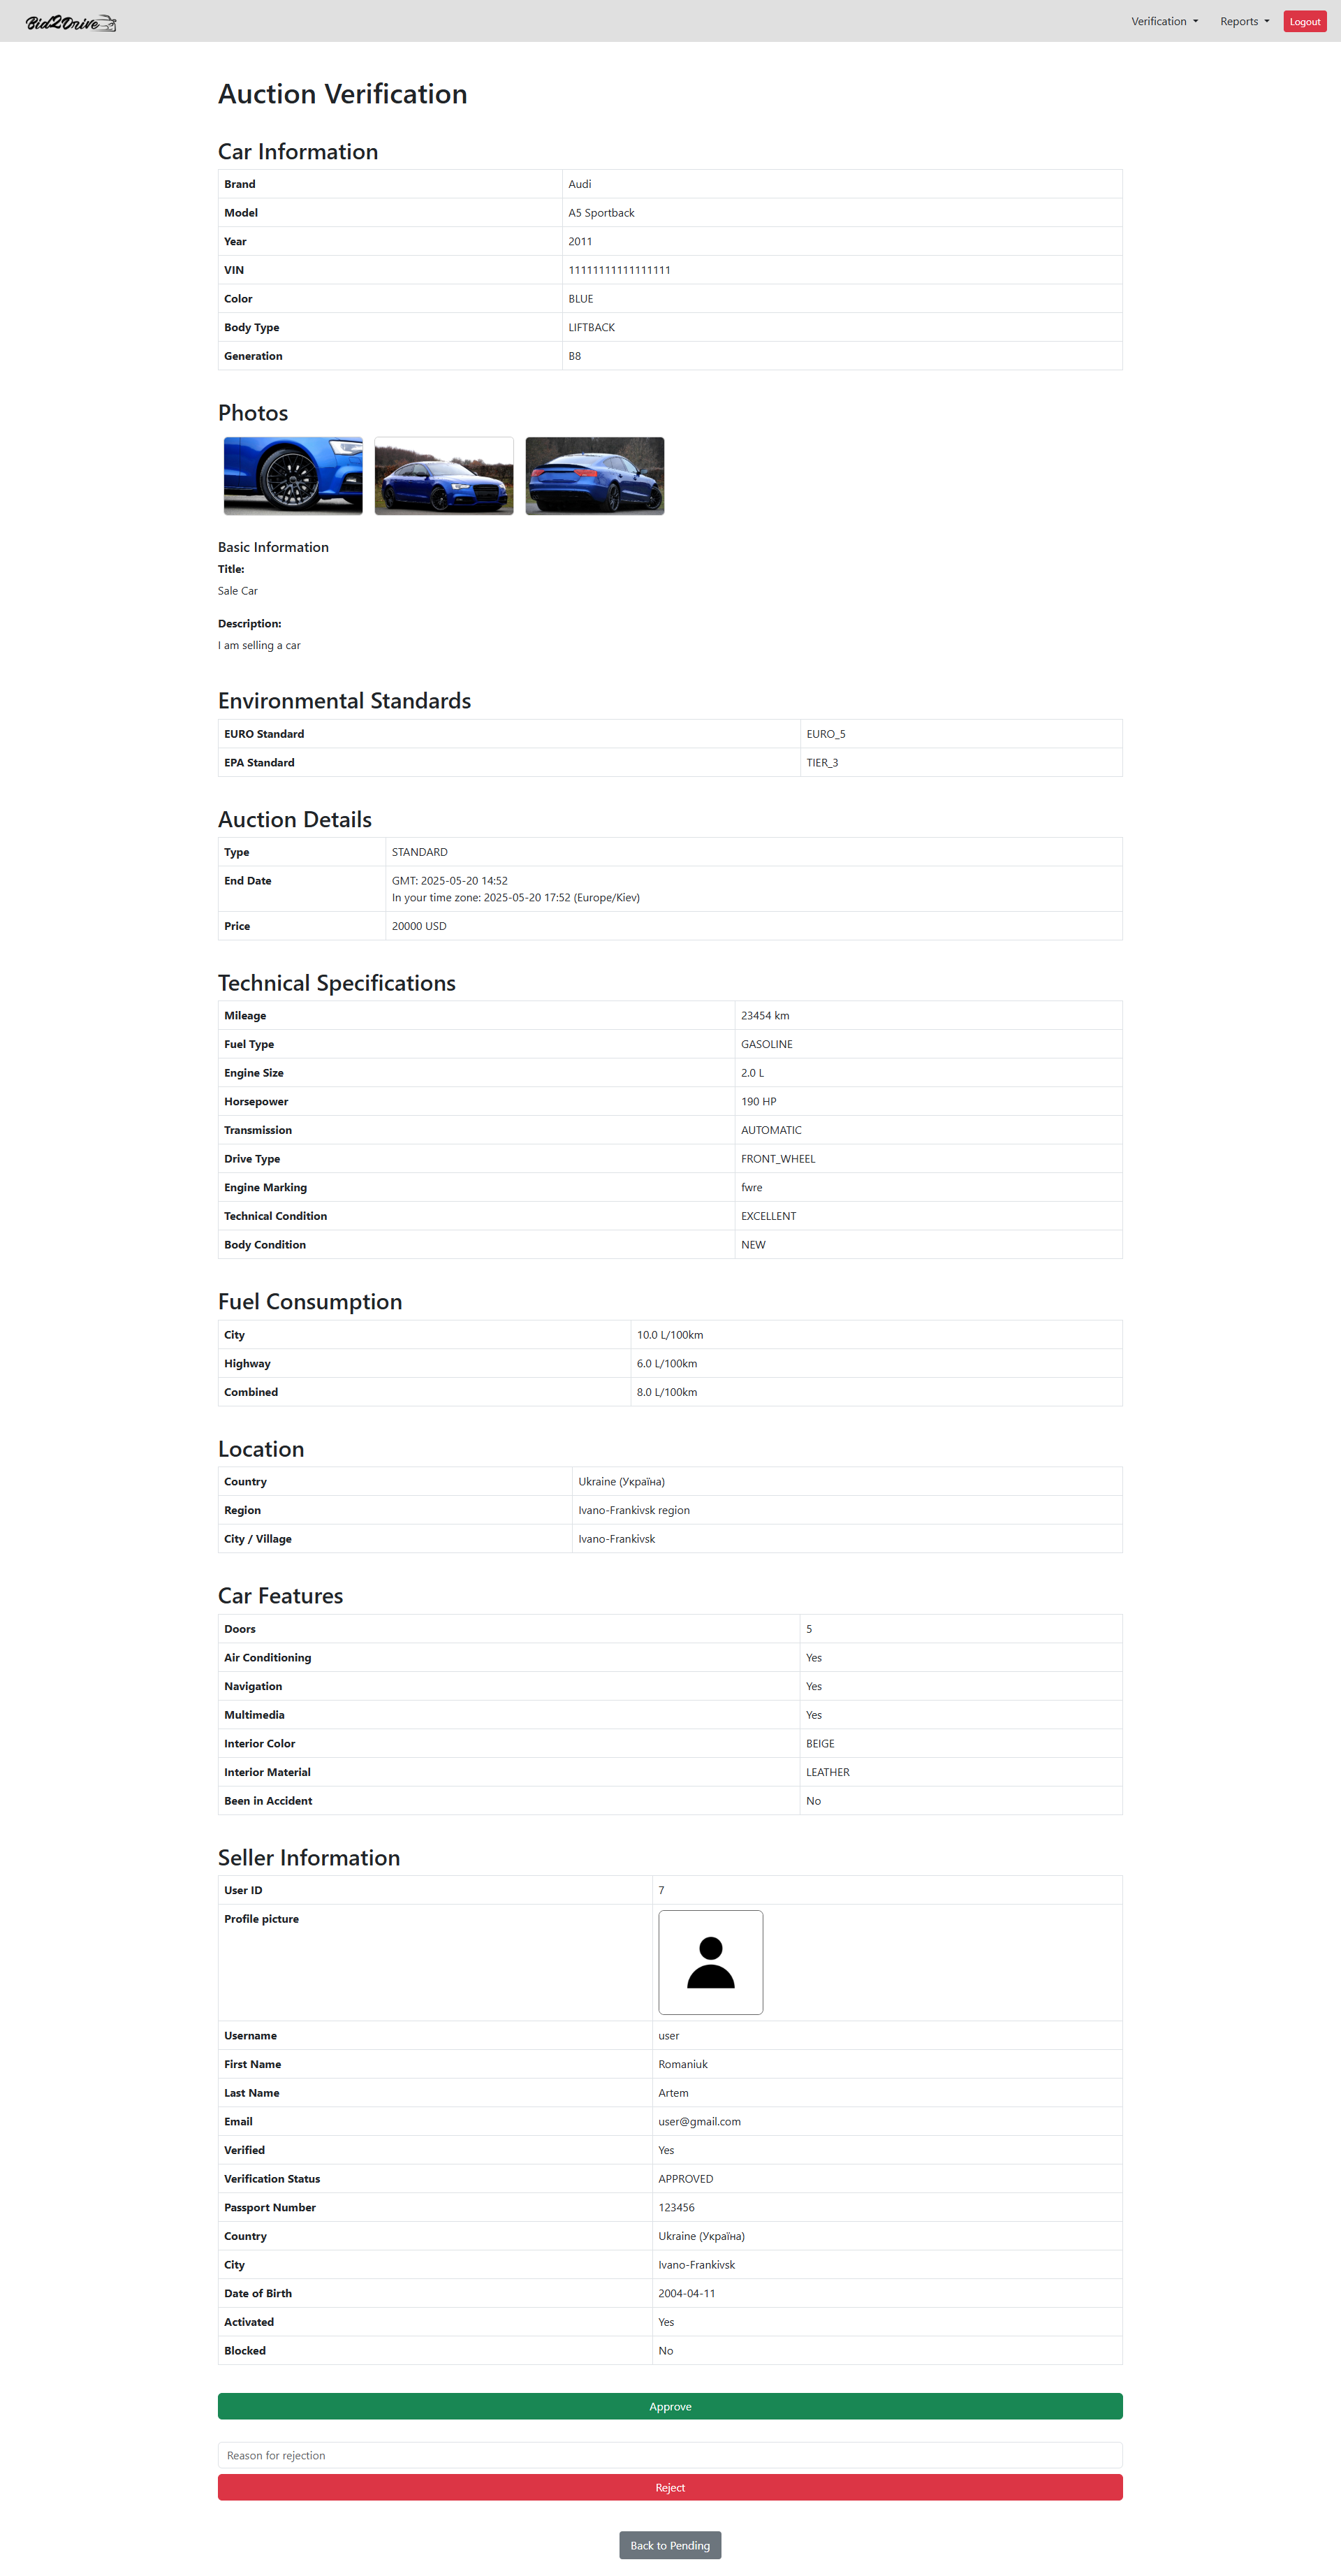 Bid2Drive
Verification
Reports
Logout
Auction Verification
Car Information
Brand Audi
Model A5 Sportback
Year 2011
VIN 11111111111111111
Color BLUE
Body Type LIFTBACK
Generation B8
Photos
Basic Information
Title:
Sale Car
Description:
I am selling a car
Environmental Standards
EURO Standard EURO_5
EPA Standard TIER_3
Auction Details
Type STANDARD
End Date GMT: 2025-05-20 14:52
In your time zone: 2025-05-20 17:52 (Europe/Kiev)
Price 20000 USD
Technical Specifications
Mileage 23454 km
Fuel Type GASOLINE
Engine Size 2.0 L
Horsepower 190 HP
Transmission AUTOMATIC
Drive Type FRONT_WHEEL
Engine Marking fwre
Technical Condition EXCELLENT
Body Condition NEW
Fuel Consumption
City 10.0 L/100km
Highway 6.0 L/100km
Combined 8.0 L/100km
Location
Country Ukraine (Україна)
Region Ivano-Frankivsk region
City / Village Ivano-Frankivsk
Car Features
Doors 5
Air Conditioning Yes
Navigation Yes
Multimedia Yes
Interior Color BEIGE
Interior Material LEATHER
Been in Accident No
Seller Information
User ID 7
Profile picture
Username user
First Name Romaniuk
Last Name Artem
Email user@gmail.com
Verified Yes
Verification Status APPROVED
Passport Number 123456
Country Ukraine (Україна)
City Ivano-Frankivsk
Date of Birth 2004-04-11
Activated Yes
Blocked No
Approve
Reason for rejection
Reject
Back to Pending